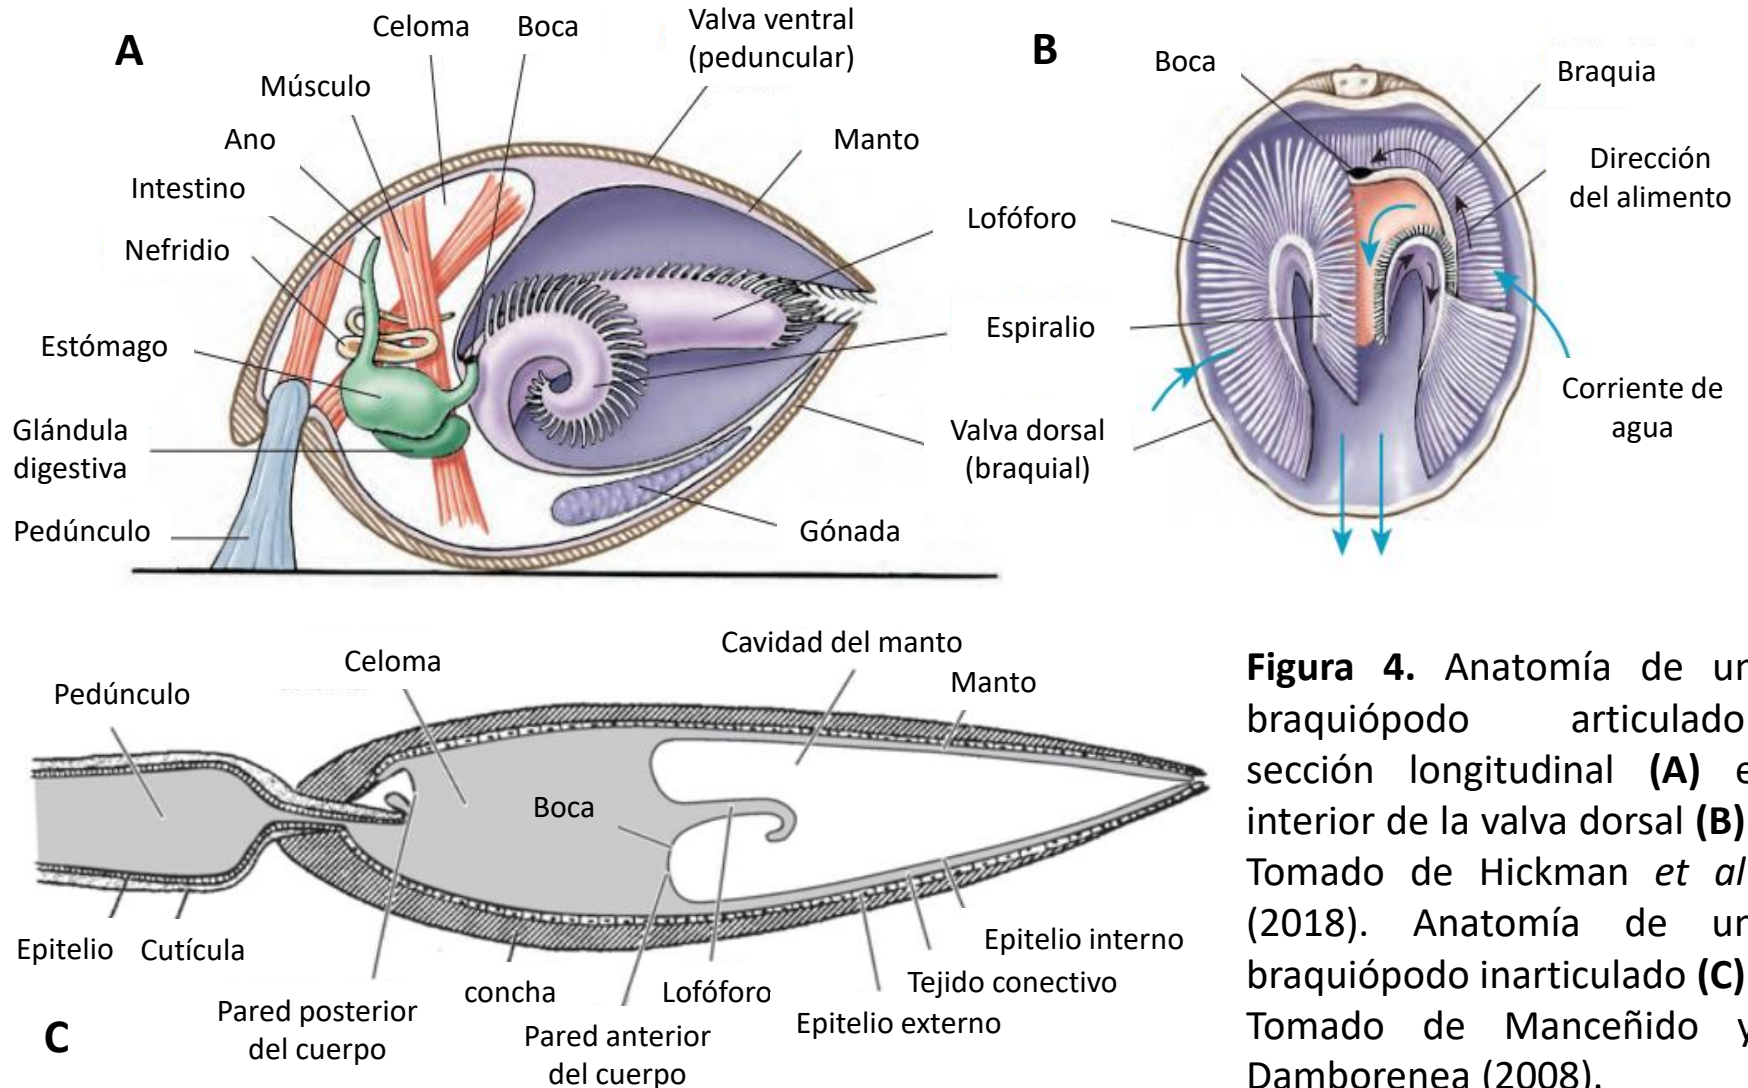 A
Celoma
Boca
Valva ventral
(peduncular)
Músculo
Ano
Manto
Intestino
Nefridio
Lofóforo
Estómago
Espiralio
Glándula
digestiva
Valva dorsal
(braquial)
Pedúnculo
Gónada
B
Boca
Braquia
Dirección
del alimento
Corriente de
agua
Pedúnculo
Celoma
Cavidad del manto
Manto
Boca
Epitelio
Cutícula
Pared posterior
del cuerpo
concha
Pared anterior
del cuerpo
Lofóforo
Epitelio externo
Tejido conectivo
Epitelio interno
C
Figura 4. Anatomía de un
braquiópodo articulado
sección longitudinal (A) e
interior de la valva dorsal (B)
Tomado de Hickman et al
(2018). Anatomía de un
braquiópodo inarticulado (C)
Tomado de Manceñido y
Damborenea (2008).